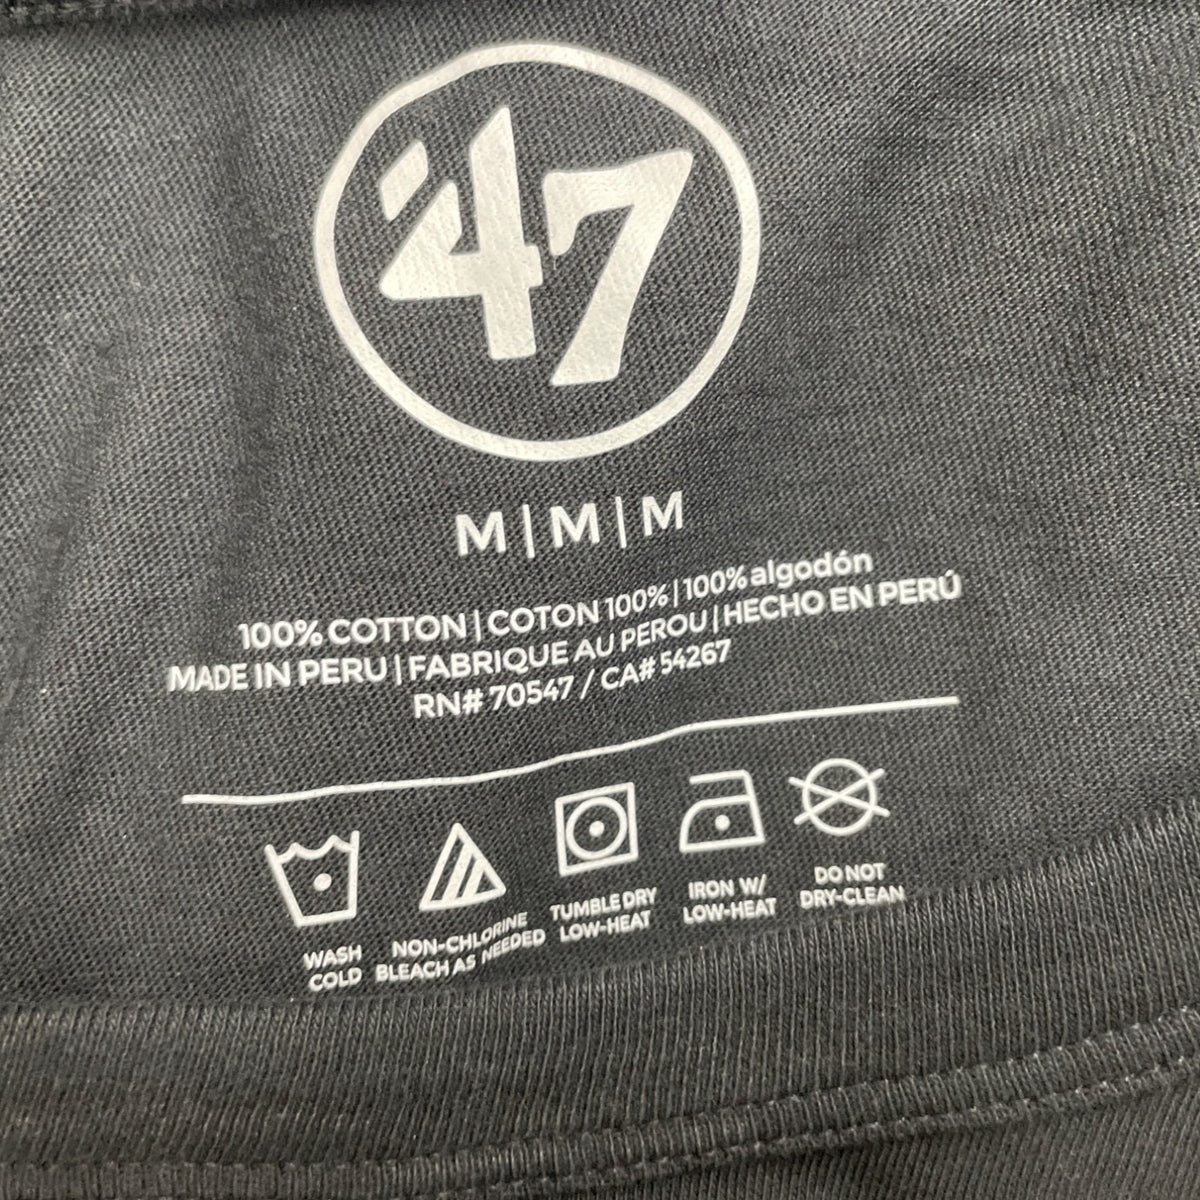 '47
M | M | M
100% COTTON | COTON 100% | 100% algodón
MADE IN PERU | FABRIQUE AU PEROU | HECHO EN PERÚ
RN# 70547 / CA# 54267
WASH
COLD
NON-CHLORINE
BLEACH AS NEEDED
TUMBLE DRY
LOW-HEAT
IRON W/
LOW-HEAT
DO NOT
DRY-CLEAN